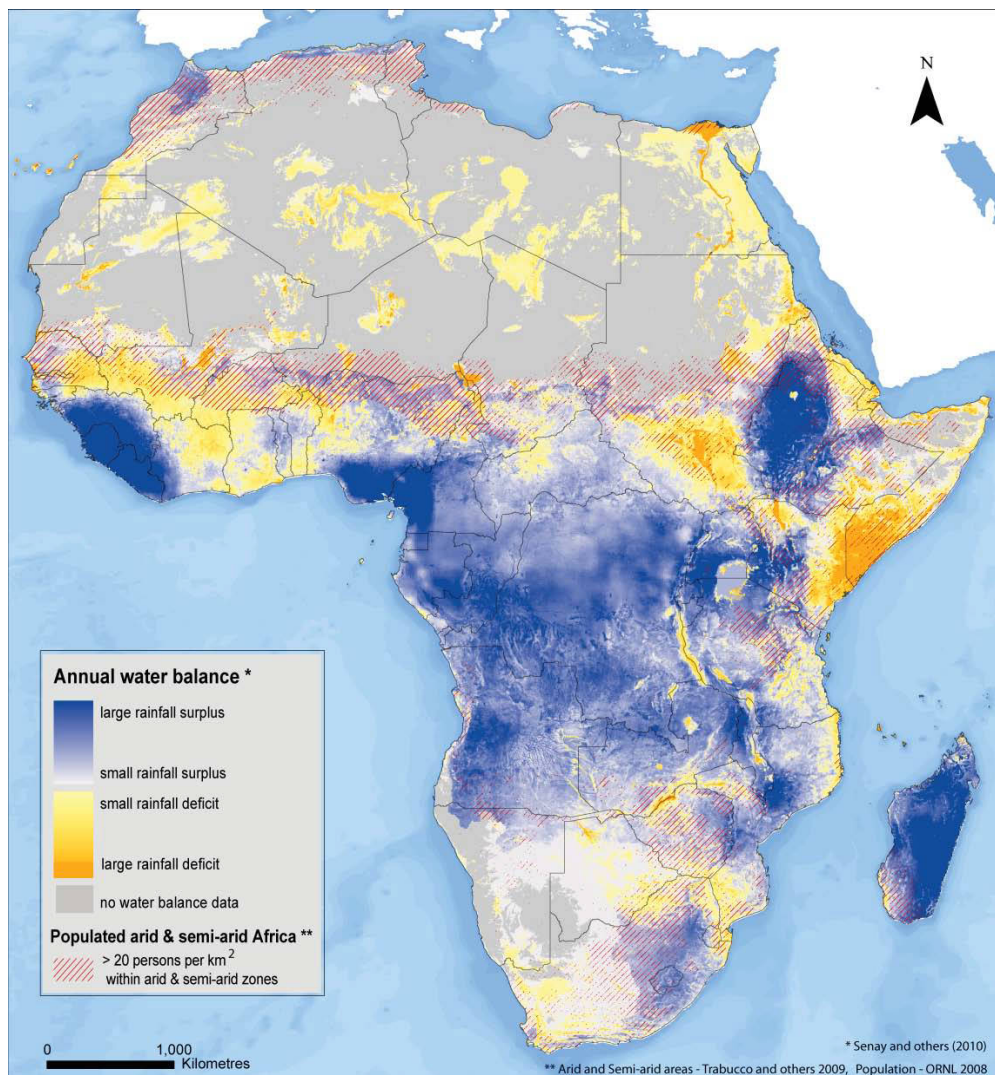 N
Annual water balance *
large rainfall surplus
small rainfall surplus
small rainfall deficit
large rainfall deficit
no water balance data
Populated arid & semi-arid Africa **
> 20 persons per km²
within arid & semi-arid zones
0 1,000
Kilometres
* Senay and others (2010)
** Arid and Semi-arid areas - Trabucco and others 2009, Population - ORNL 2008